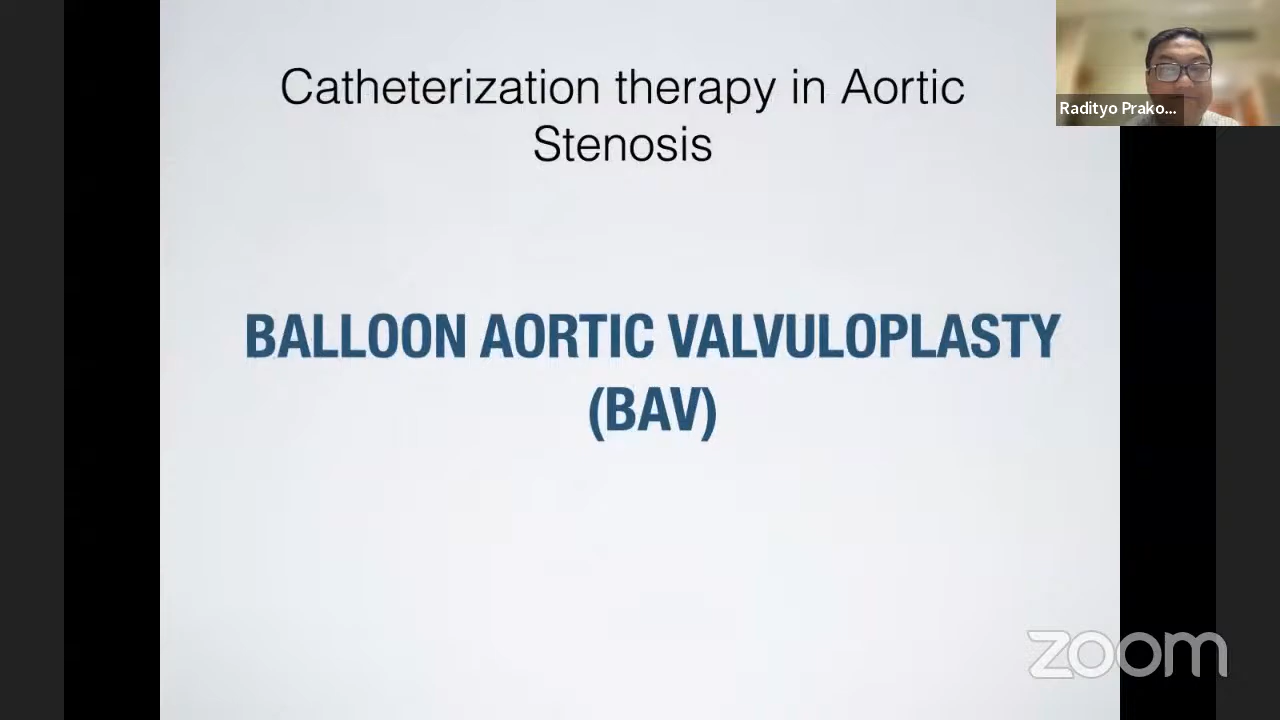 Catheterization therapy in Aortic
Stenosis
Radityo Prako...
BALLOON AORTIC VALVULOPLASTY
(BAV)
zoom